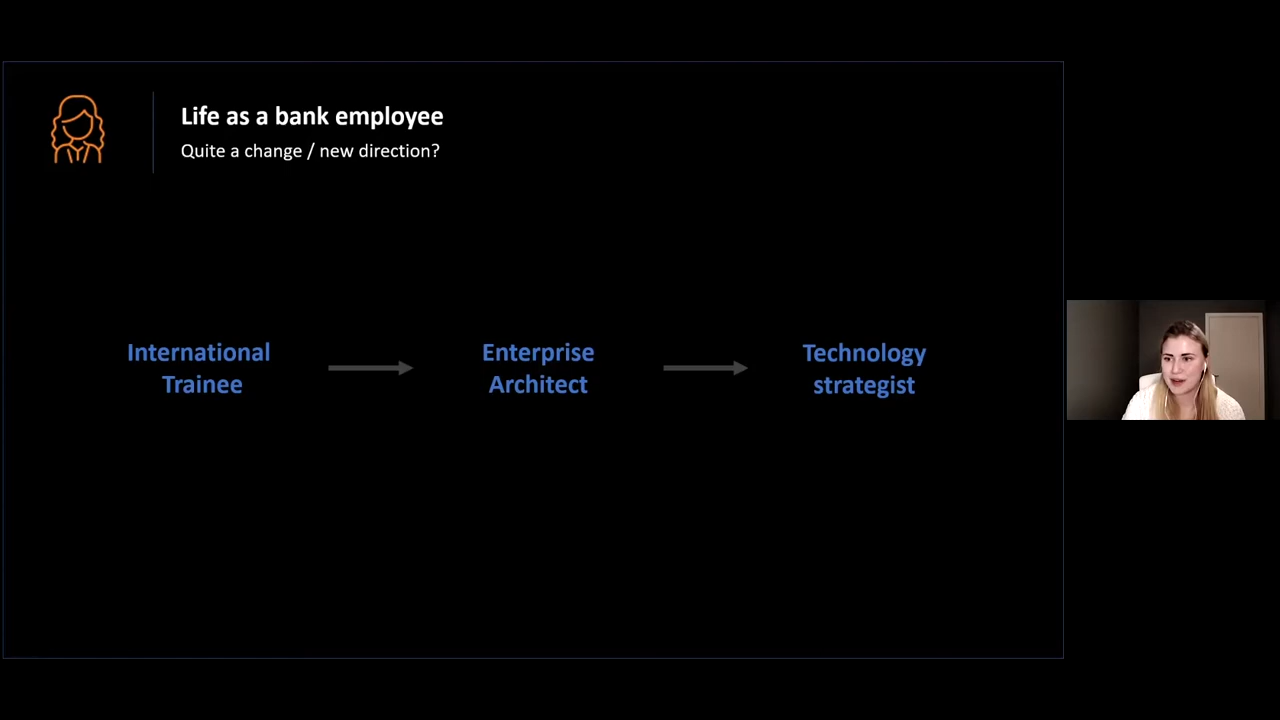 Life as a bank employee
Quite a change / new direction?
International
Trainee
Enterprise
Architect
Technology
strategist